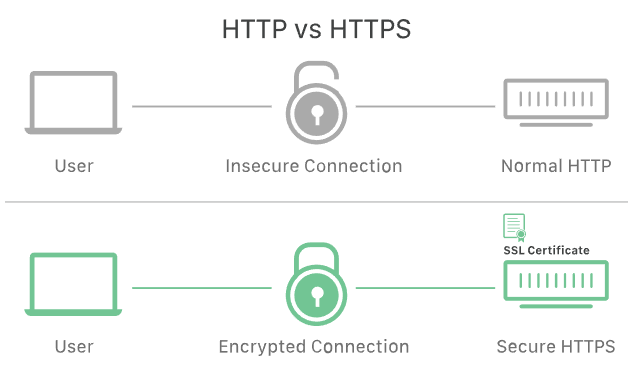 HTTP vs HTTPS
User
Insecure Connection
Normal HTTP
SSL Certificate
User
Encrypted Connection
Secure HTTPS